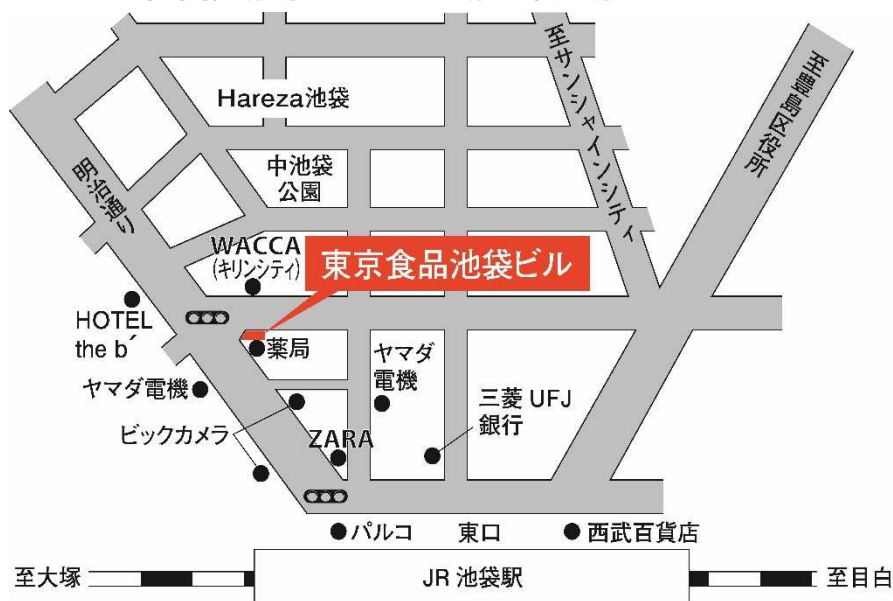 至サンシャインシティ
至豊島区役所
Hareza池袋
中池袋
公園
明治通り
WACCA
(キリンシティ)
東京食品池袋ビル
HOTEL
the b´
薬局
ヤマダ
電機
ヤマダ電機
三菱 UFJ
銀行
ビックカメラ
ZARA
パルコ
東口
西武百貨店
至大塚
JR 池袋駅
至目白